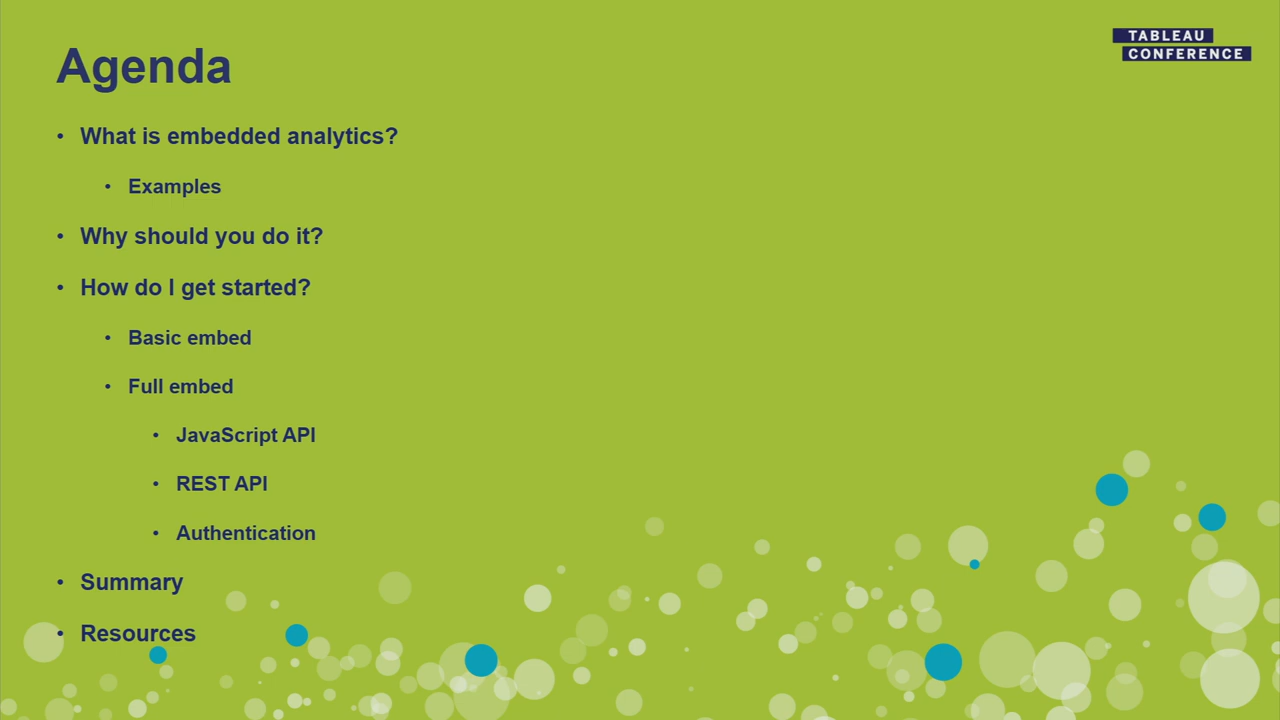 Agenda
TABLEAU
CONFERENCE
• What is embedded analytics?
• Examples
• Why should you do it?
• How do I get started?
• Basic embed
• Full embed
• JavaScript API
• REST API
• Authentication
• Summary
• Resources